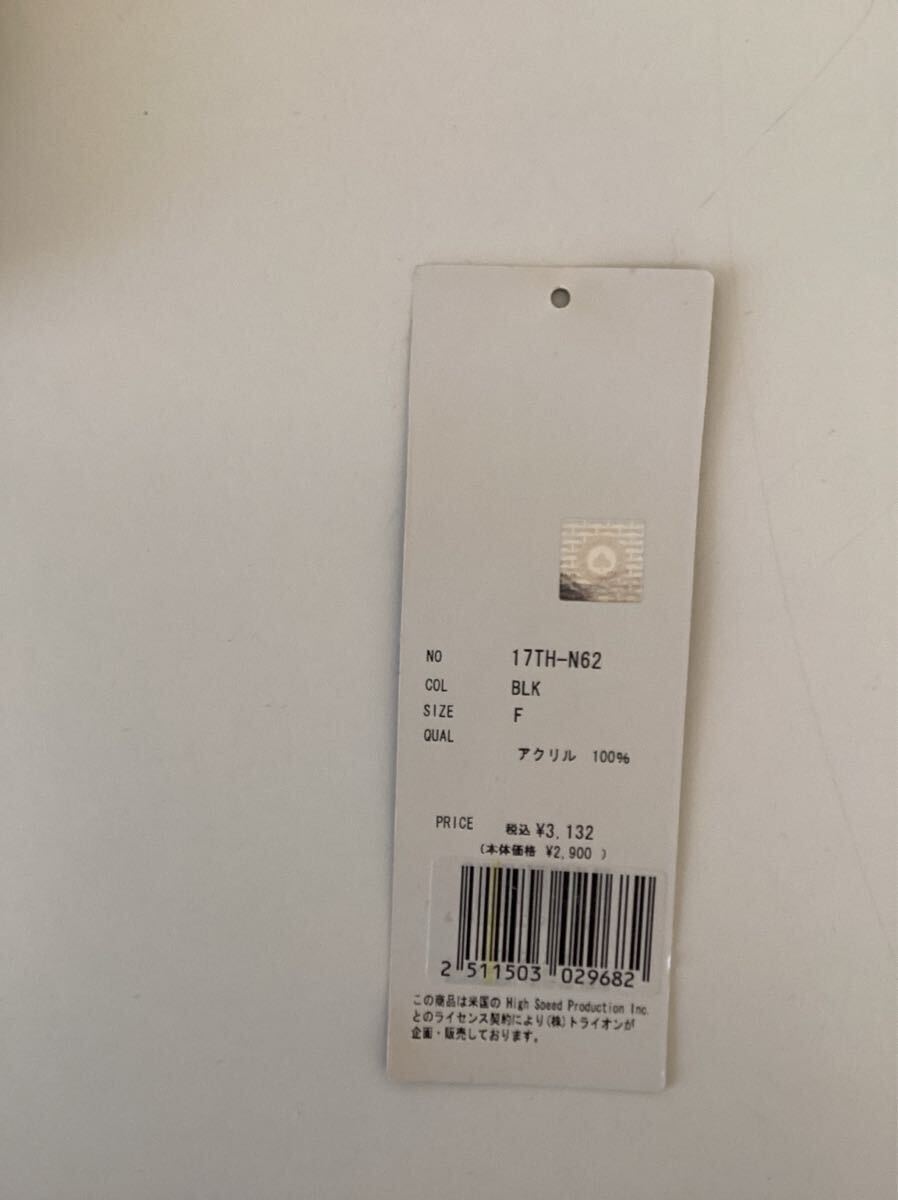 NO 17TH-N62
COL BLK
SIZE F
QUAL
アクリル 100%
PRICE 税込 ¥3,132
(本体価格 ¥2,900 )
2 511503 029682
この商品は米国の High Speed Production Inc.
とのライセンス契約により(株)トライオンが
企画・販売しております。